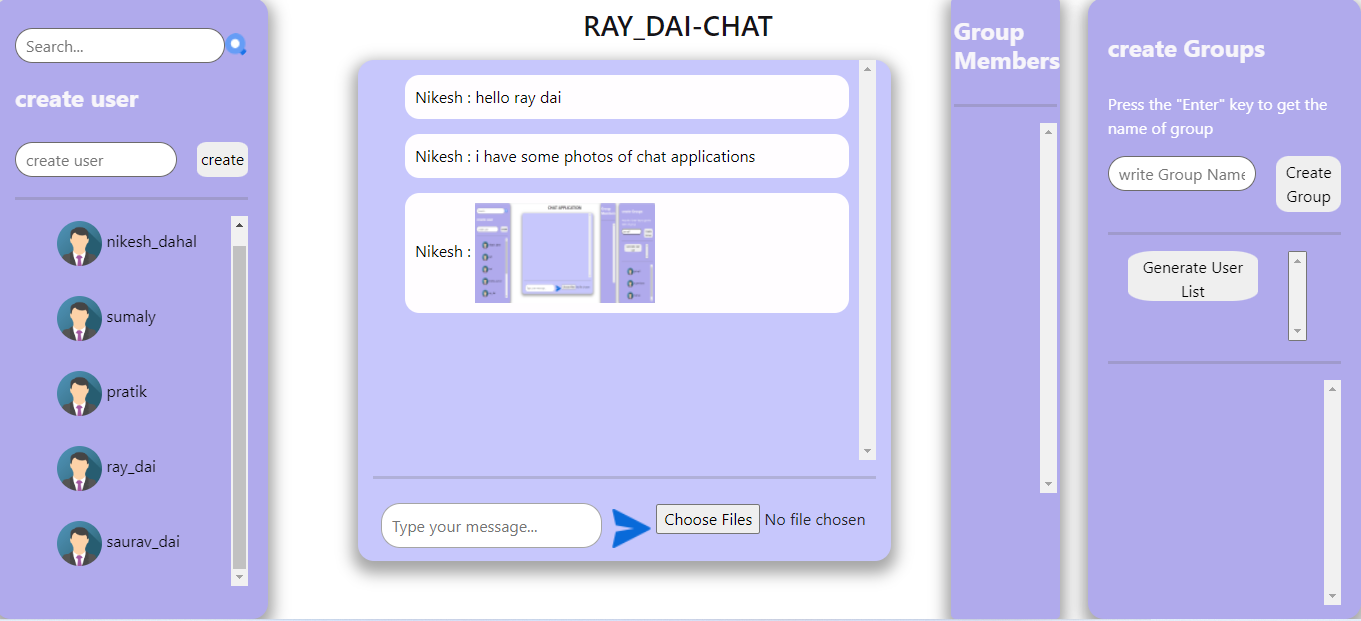 Search...
create user
create user
create
nikesh_dahal
sumaly
pratik
ray_dai
saurav_dai
RAY_DAI-CHAT
Nikesh : hello ray dai
Nikesh : i have some photos of chat applications
Nikesh :
CHAT APPLICATION
Type your message...
Choose Files No file chosen
Group
Members
create Groups
Press the "Enter" key to get the
name of group
write Group Name
Create
Group
Generate User
List